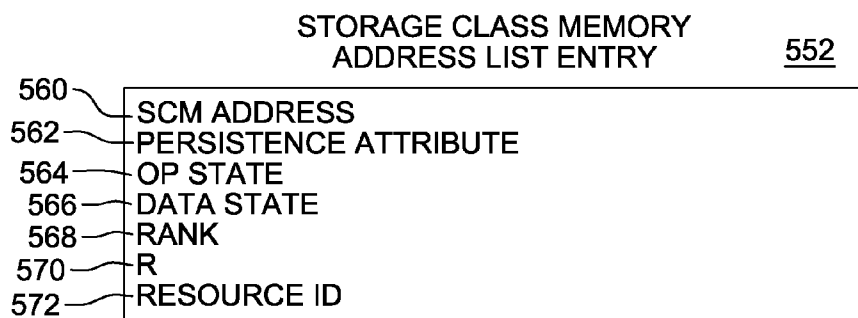 STORAGE CLASS MEMORY
ADDRESS LIST ENTRY 552
560 SCM ADDRESS
562 PERSISTENCE ATTRIBUTE
564 OP STATE
566 DATA STATE
568 RANK
570 R
572 RESOURCE ID